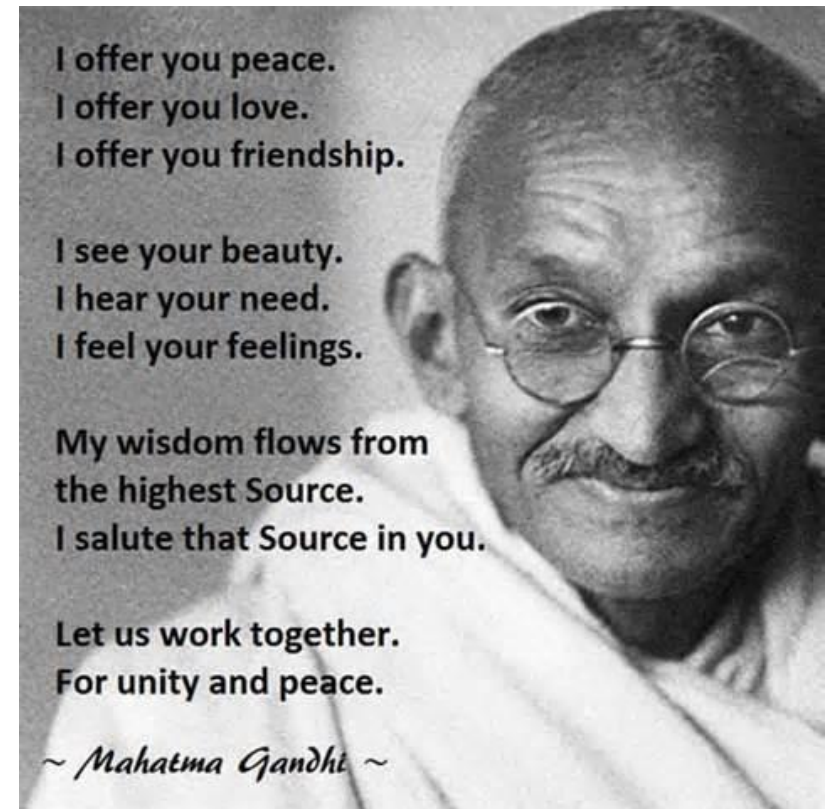 I offer you peace.
I offer you love.
I offer you friendship.
I see your beauty.
I hear your need.
I feel your feelings.
My wisdom flows from
the highest Source.
I salute that Source in you.
Let us work together.
For unity and peace.
~ Mahatma Gandhi ~